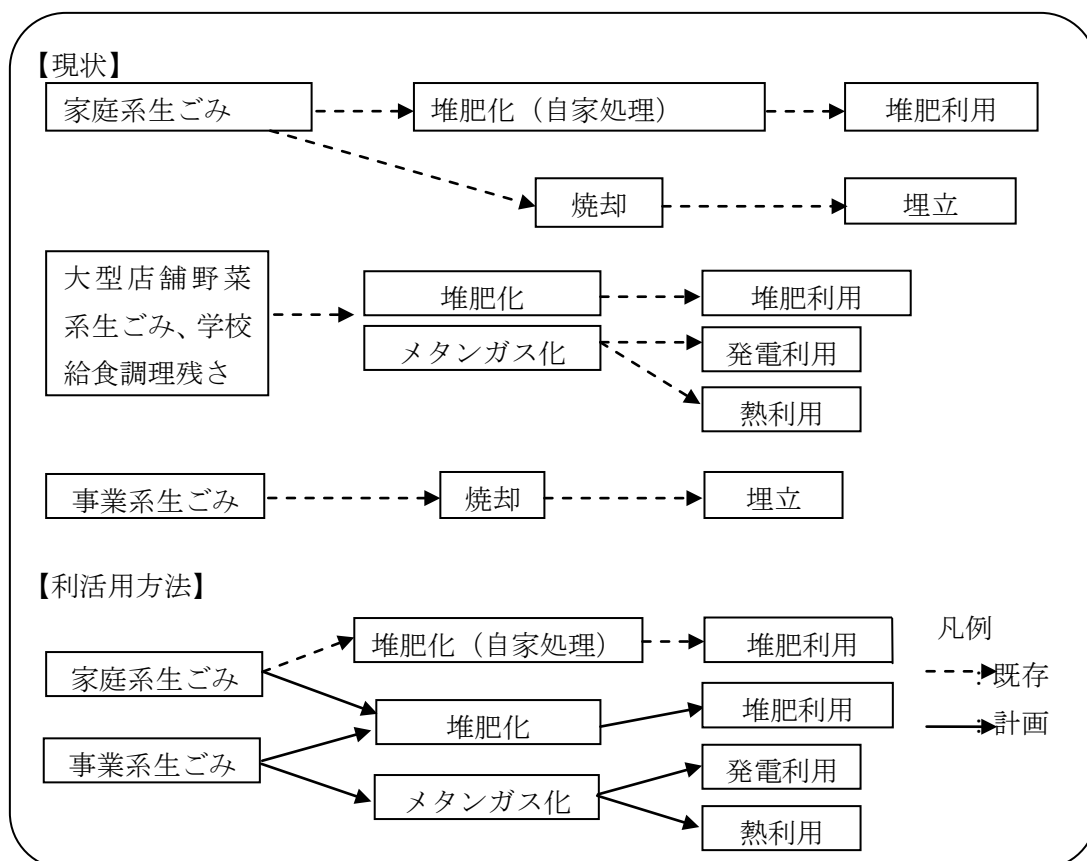 【現状】
家庭系生ごみ
堆肥化（自家処理）
堆肥利用
焼却
埋立
大型店舗野菜
系生ごみ、学校
給食調理残さ
堆肥化
堆肥利用
メタンガス化
発電利用
熱利用
事業系生ごみ
焼却
埋立
【利活用方法】
家庭系生ごみ
堆肥化（自家処理）
堆肥利用
凡例
：既存
堆肥化
堆肥利用
：計画
事業系生ごみ
メタンガス化
発電利用
熱利用